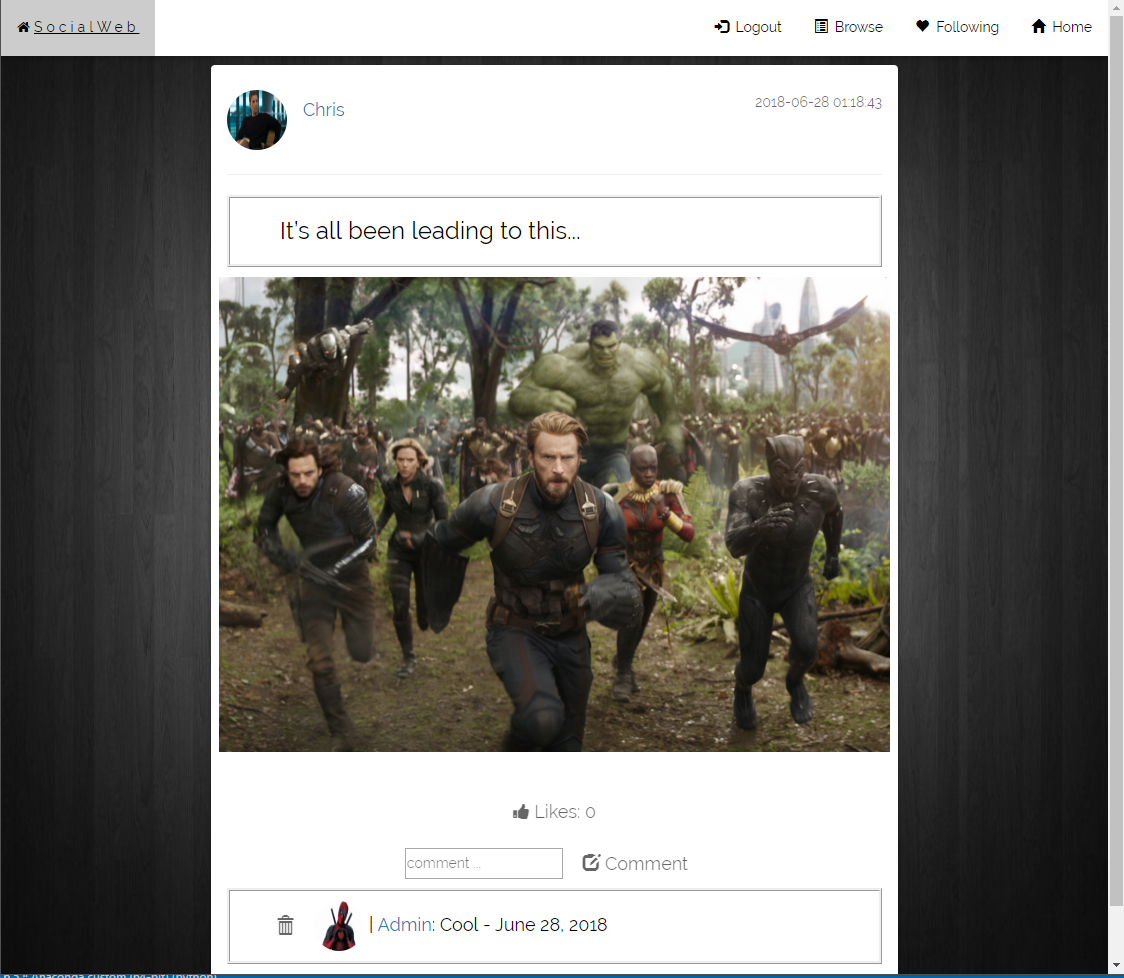 SocialWeb
Logout Browse Following Home
Chris
2018-06-28 01:18:43
It's all been leading to this...
Likes: 0
comment ... Comment
| Admin: Cool - June 28, 2018